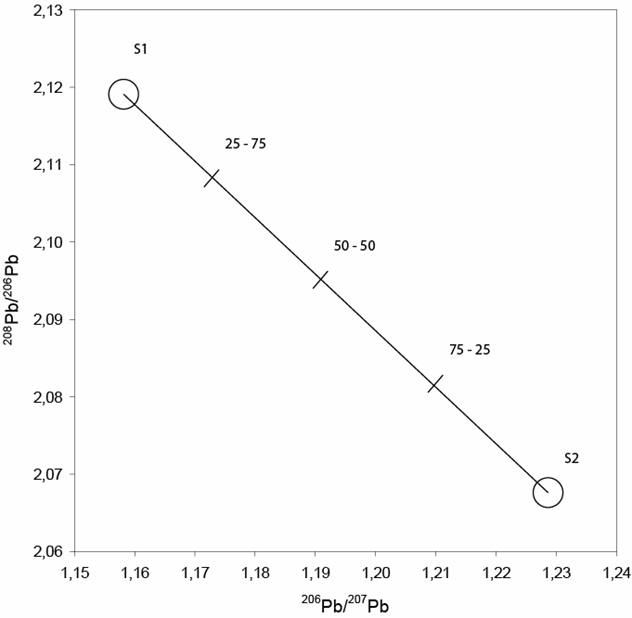 2,13
S1
2,12
25 - 75
2,11
50 - 50
2,10
²⁰⁸Pb/²⁰⁶Pb
2,09
75 - 25
2,08
S2
2,07
2,06
1,15 1,16 1,17 1,18 1,19 1,20 1,21 1,22 1,23 1,24
²⁰⁶Pb/²⁰⁷Pb